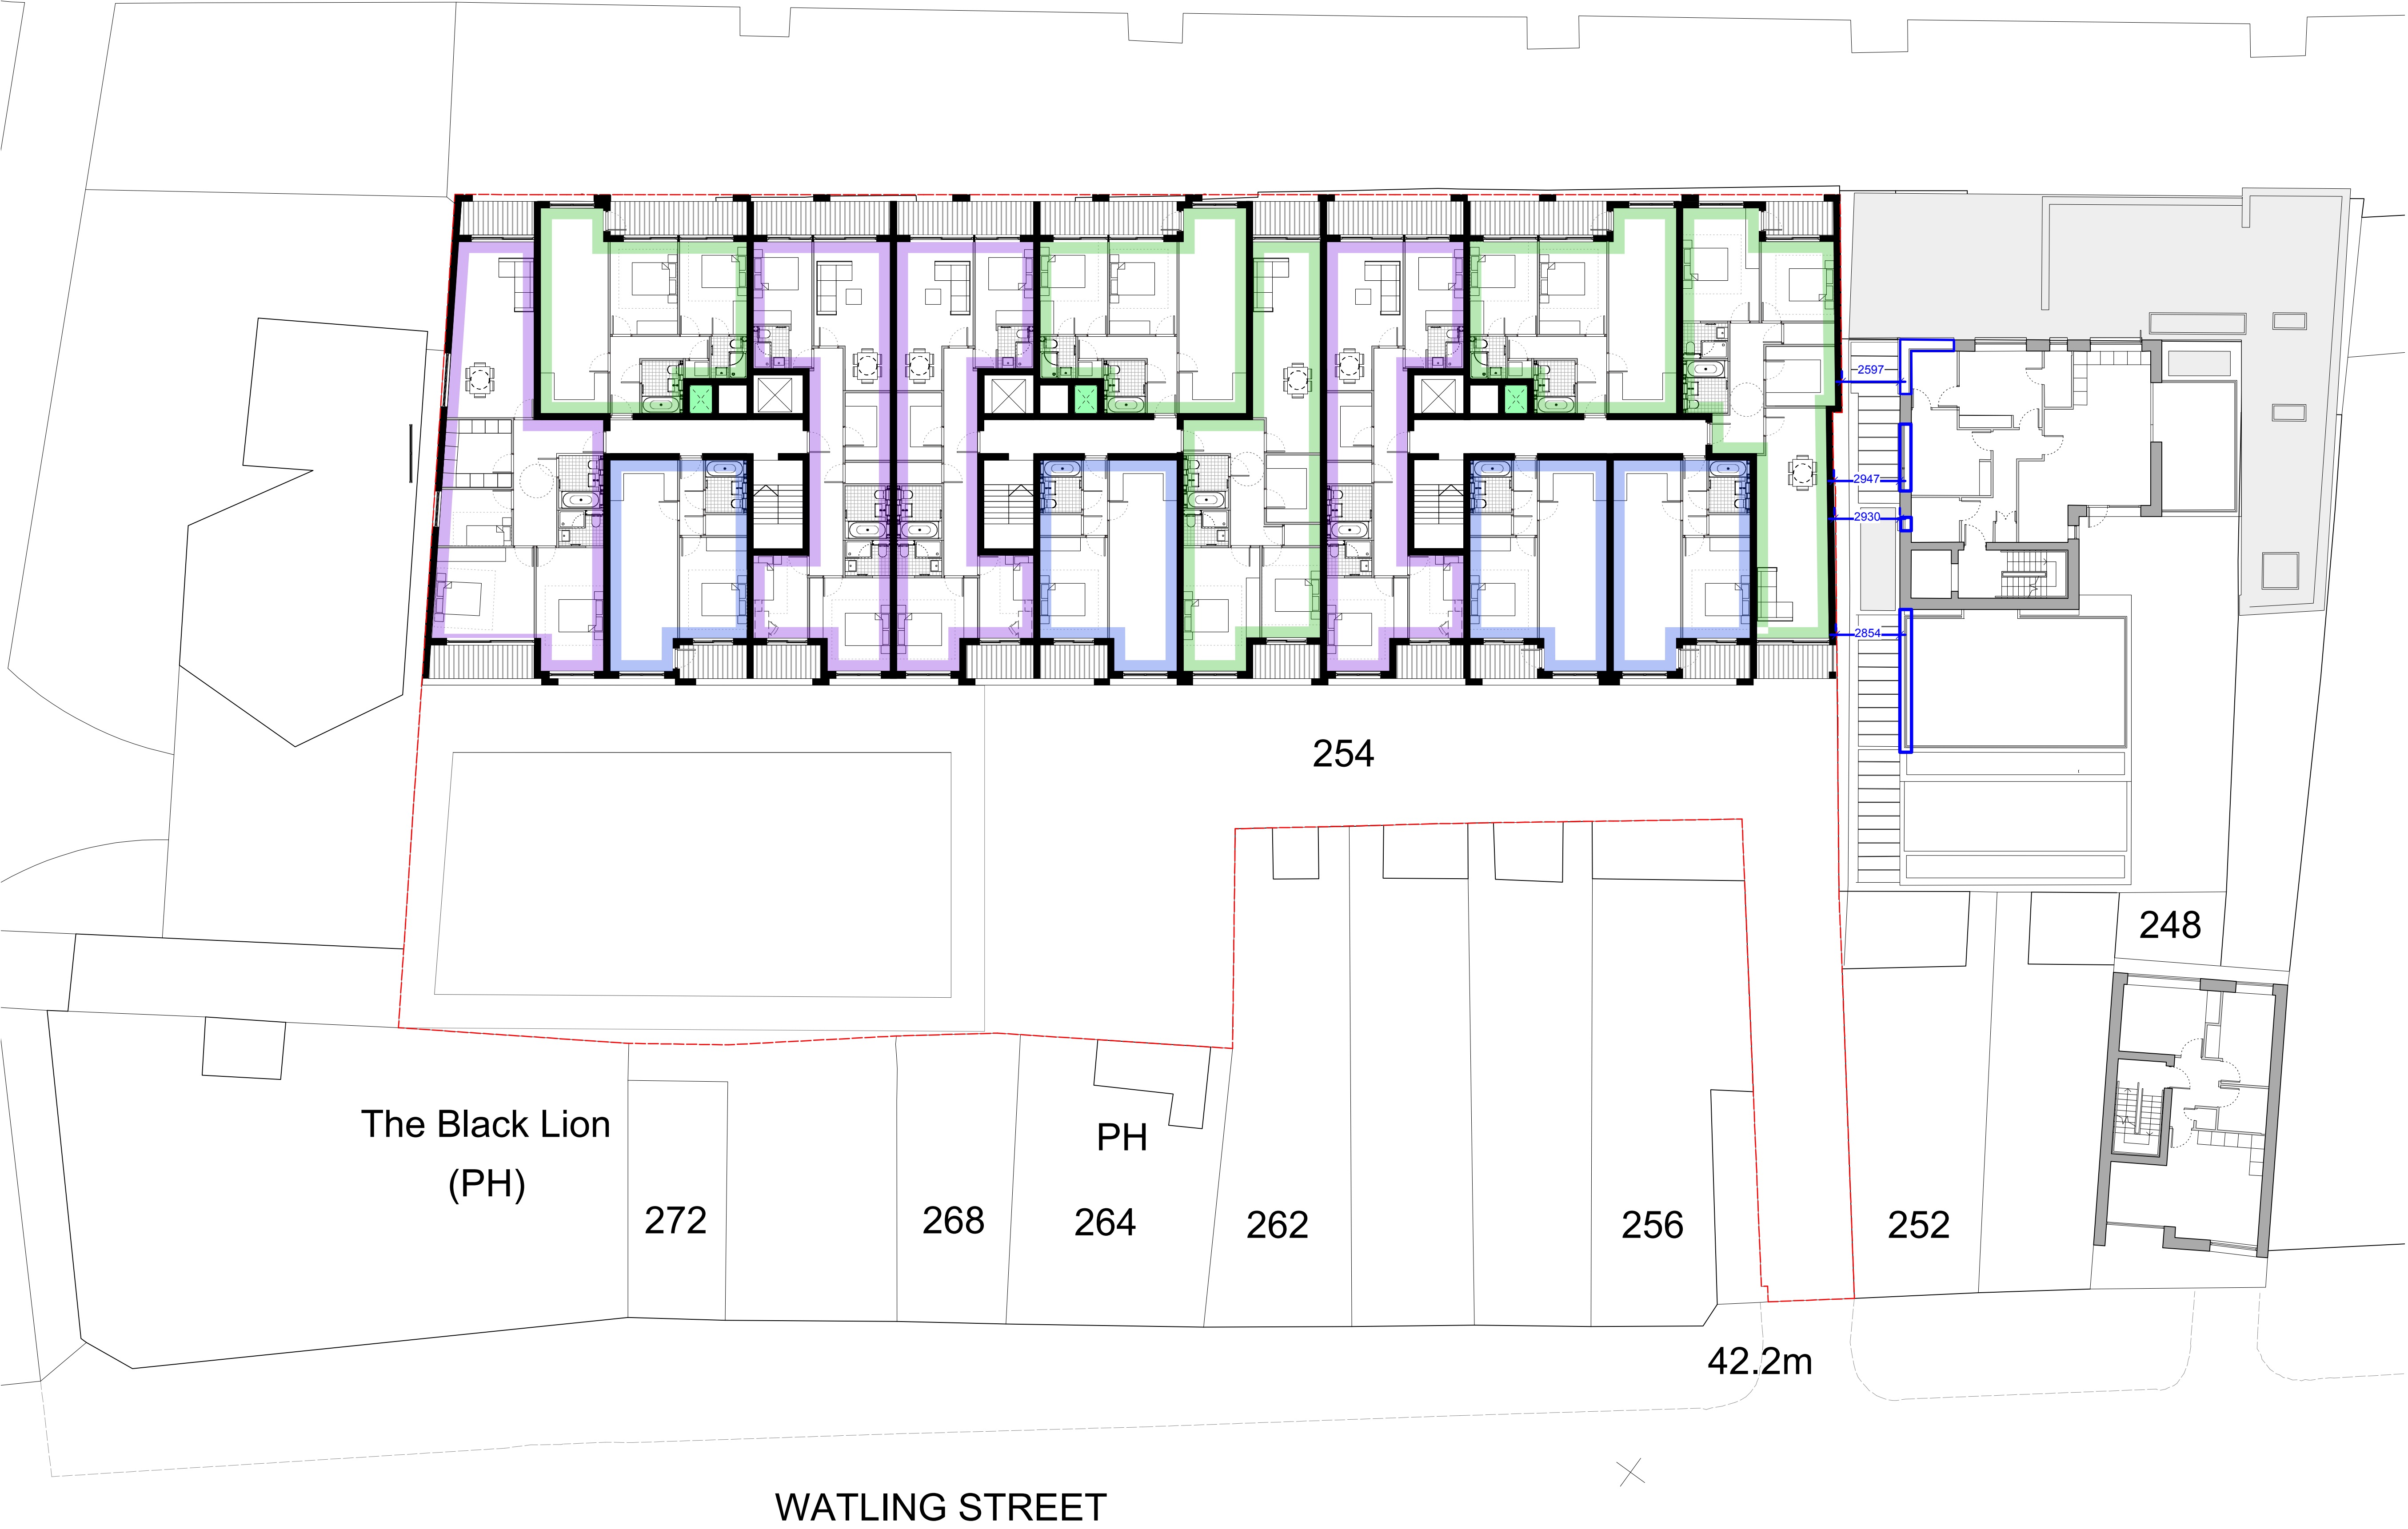 2597
2947
2930
2854
254
248
The Black Lion
(PH)
PH
272
268
264
262
256
252
42.2m
WATLING STREET